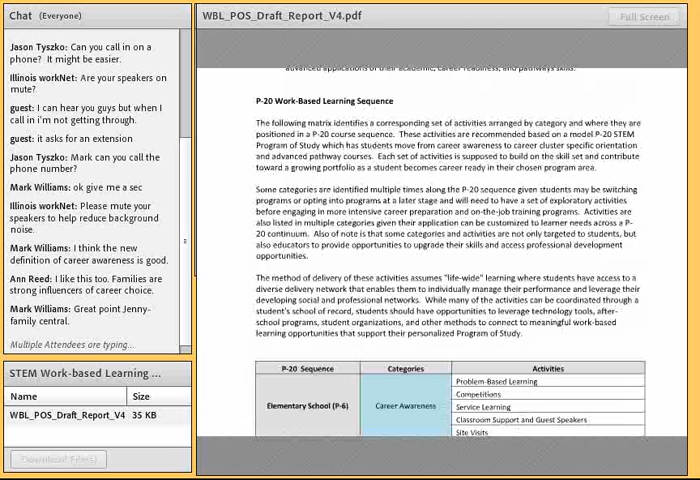 Chat (Everyone)
Jason Tyszko: Can you call in on a
phone? It might be easier.
Illinois workNet: Are your speakers on
mute?
guest: I can hear you guys but when I
call in i'm not getting through.
guest: it asks for an extension
Jason Tyszko: Mark can you call the
phone number?
Mark Williams: ok give me a sec
Illinois workNet: Please mute your
speakers to help reduce background
noise.
Mark Williams: I think the new
definition of career awareness is good.
Ann Reed: I like this too. Families are
strong influencers of career choice.
Mark Williams: Great point Jenny-
family central.
Multiple Attendees are typing...
STEM Work-based Learning ...
Name Size
WBL_POS_Draft_Report_V4 35 KB
Download File(s)
WBL_POS_Draft_Report_V4.pdf
Full Screen
advanced applications of their academic, career readiness, and pathways skills.
P-20 Work-Based Learning Sequence
The following matrix identifies a corresponding set of activities arranged by category and where they are
positioned in a P-20 course sequence. These activities are recommended based on a model P-20 STEM
Program of Study which has students move from career awareness to career cluster specific orientation
and advanced pathway courses. Each set of activities is supposed to build on the skill set and contribute
toward a growing portfolio as a student becomes career ready in their chosen program area.
Some categories are identified multiple times along the P-20 sequence given students may be switching
programs or opting into programs at a later stage and will need to have a set of exploratory activities
before engaging in more intensive career preparation and on-the-job training programs. Activities are
also listed in multiple categories given their application can be customized to learner needs across a P-
20 continuum. Also of note is that some categories and activities are not only targeted to students, but
also educators to provide opportunities to upgrade their skills and access professional development
opportunities.
The method of delivery of these activities assumes "life-wide" learning where students have access to a
diverse delivery network that enables them to individually manage their performance and leverage their
developing social and professional networks. While many of the activities can be coordinated through a
student's school of record, students should have opportunities to leverage technology tools, after-
school programs, student organizations, and other methods to connect to meaningful work-based
learning opportunities that support their personalized Program of Study.
P-20 Sequence Categories Activities
Elementary School (P-6) Career Awareness
Problem-Based Learning
Competitions
Service Learning
Classroom Support and Guest Speakers
Site Visits